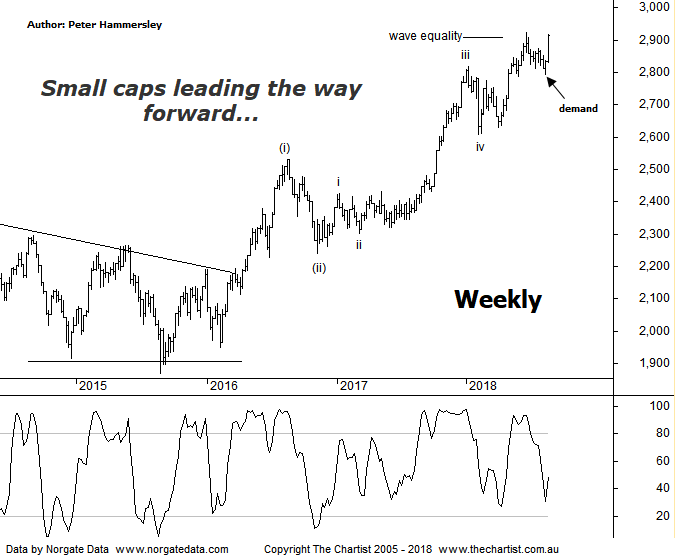 Author: Peter Hammersley
Small caps leading the way
forward...
wave equality
iii
demand
(i)
i
iv
ii
(ii)
Weekly
3,000
2,900
2,800
2,700
2,600
2,500
2,400
2,300
2,200
2,100
2,000
1,900
2015
2016
2017
2018
100
80
60
40
20
Data by Norgate Data www.norgatedata.com Copyright The Chartist 2005 - 2018 www.thechartist.com.au